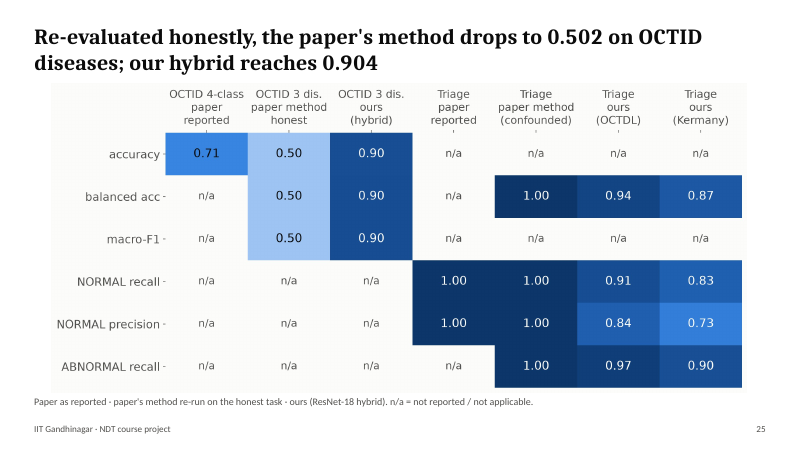 Re-evaluated honestly, the paper's method drops to 0.502 on OCTID
diseases; our hybrid reaches 0.904
OCTID 4-class paper reported
OCTID 3 dis. paper method honest
OCTID 3 dis. ours (hybrid)
Triage paper reported
Triage paper method (confounded)
Triage ours (OCTDL)
Triage ours (Kermany)
accuracy 0.71 0.50 0.90 n/a n/a n/a n/a
balanced acc n/a 0.50 0.90 n/a 1.00 0.94 0.87
macro-F1 n/a 0.50 0.90 n/a n/a n/a n/a
NORMAL recall n/a n/a n/a 1.00 1.00 0.91 0.83
NORMAL precision n/a n/a n/a 1.00 1.00 0.84 0.73
ABNORMAL recall n/a n/a n/a n/a 1.00 0.97 0.90
Paper as reported · paper's method re-run on the honest task · ours (ResNet-18 hybrid). n/a = not reported / not applicable.
IIT Gandhinagar · NDT course project 25